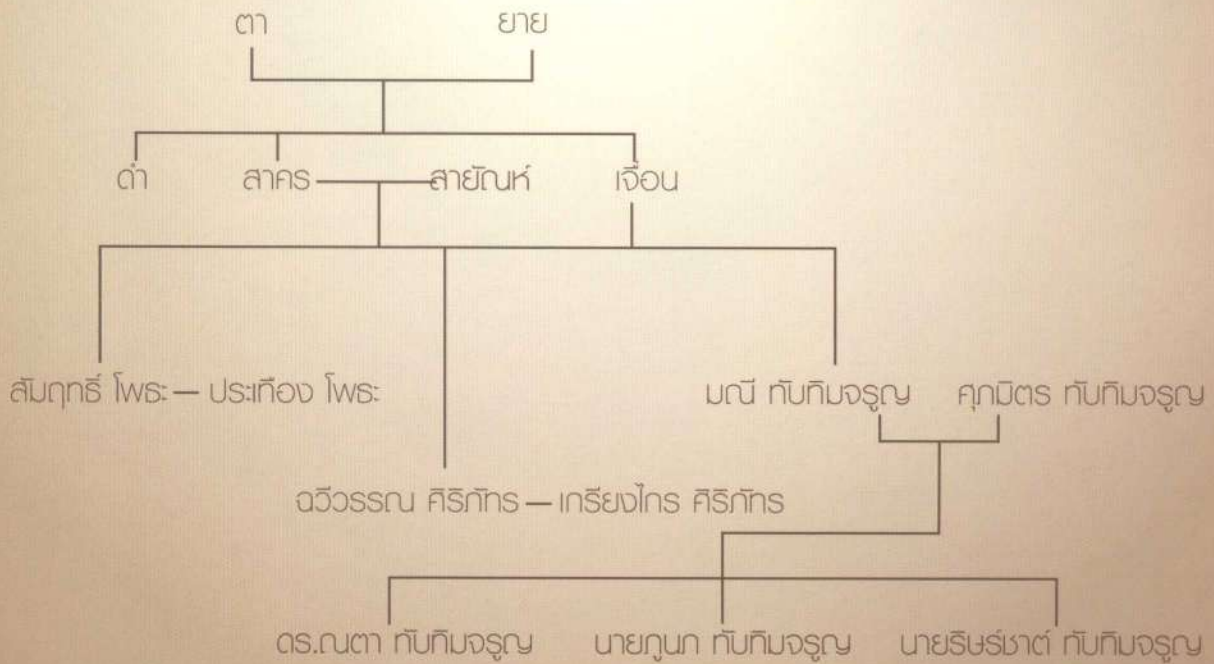 ตา ยาย
ดำ สาคร สายัณห์ เจื่อน
สัมฤทธิ์ โพธะ — ประเทือง โพธะ
มณี ทับทิมจรูญ ศุภมิตร ทับทิมจรูญ
ฉวีวรรณ ศิริภัทร — เกรียงไกร ศิริภัทร
ดร.ณตา ทับทิมจรูญ นายภูนภ ทับทิมจรูญ นายริษร์ชาต์ ทับทิมจรูญ